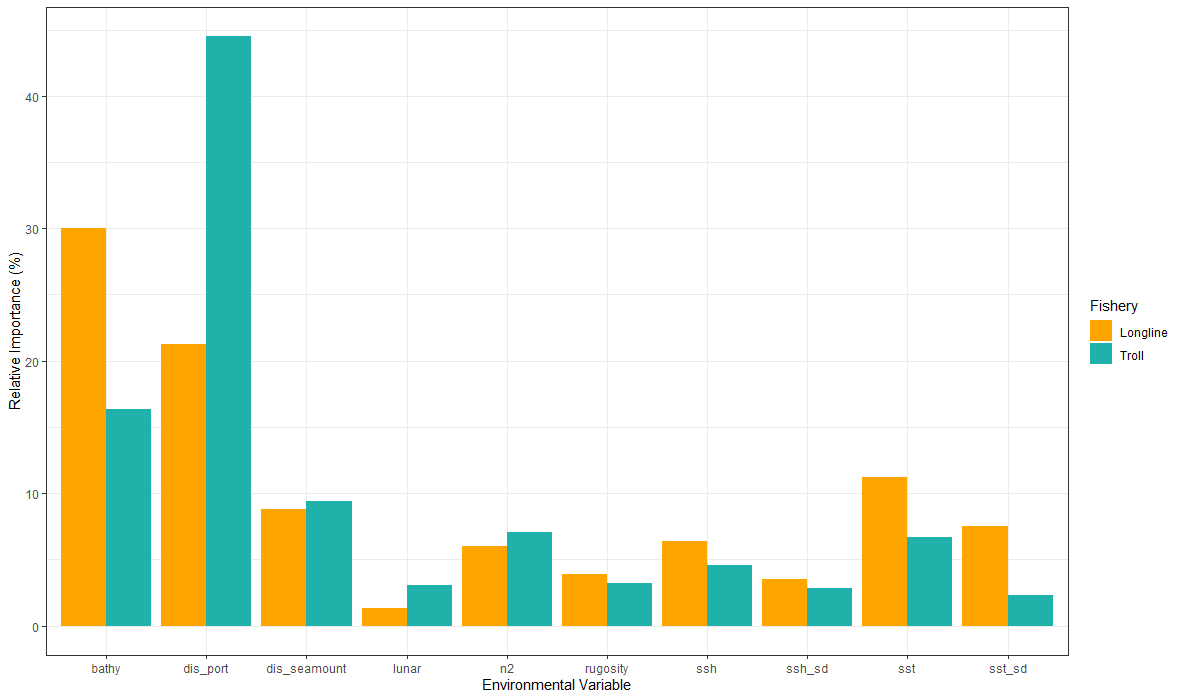 Relative Importance (%)
40
30
20
10
0
bathy dis_port dis_seamount lunar n2 rugosity ssh ssh_sd sst sst_sd
Environmental Variable
Fishery
Longline
Troll